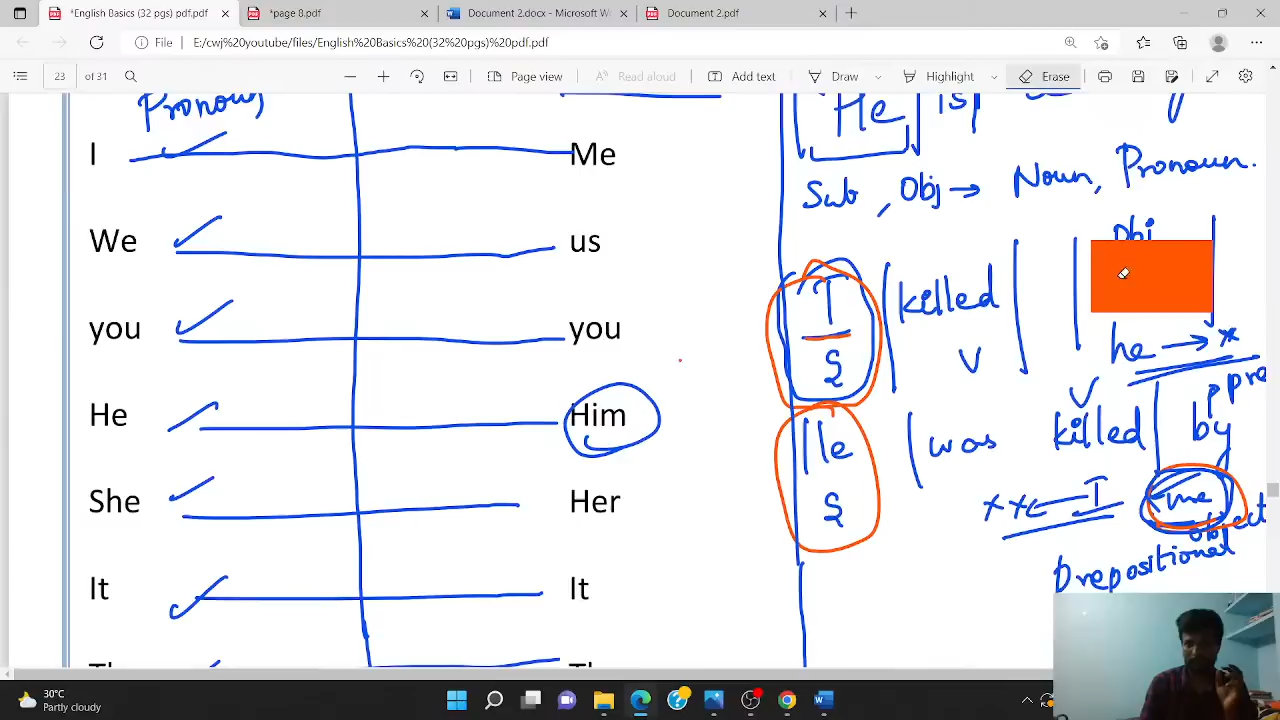 *English Basics (32 pgs) pdf.pdf
*page 8.pdf
Document 2.docx - Microsoft W
Document 2.pdf
File
E:/cwj%20youtube/files/English%20Basics%20(32%20pgs)%20pdf.pdf
23 of 31
Page view
Read aloud
Add text
Draw
Highlight
Erase
Pronoun,
He is
I Me
Sub, Obj → Noun, Pronoun.
We us
Obj
I killed
S V
you you
he → ×
pre
He Him
He was killed by
V
S
She Her
×× ← I me
object
prepositional
It It
30°C
Partly cloudy